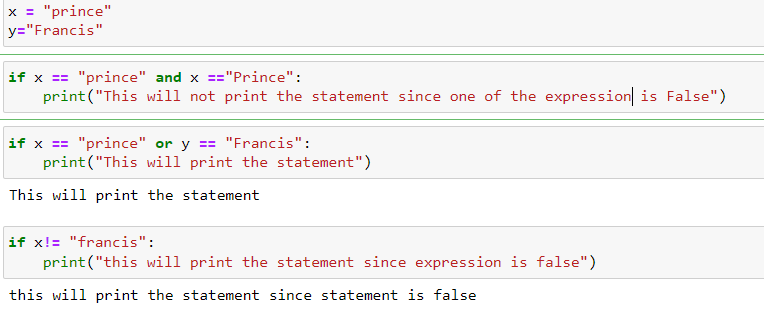 x = "prince"
y="Francis"
if x == "prince" and x =="Prince":
    print("This will not print the statement since one of the expression is False")
if x == "prince" or y == "Francis":
    print("This will print the statement")
This will print the statement
if x!= "francis":
    print("this will print the statement since expression is false")
this will print the statement since statement is false